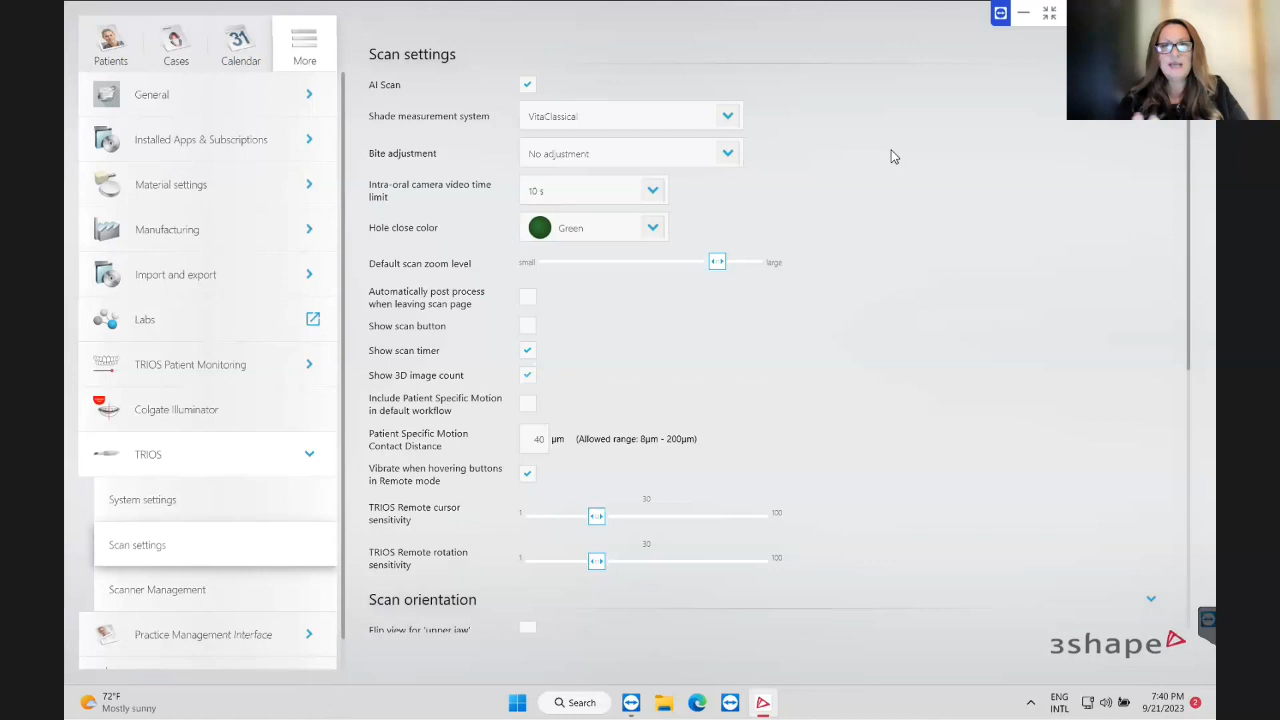 Patients
Cases
31
Calendar
More
General
Installed Apps & Subscriptions
Material settings
Manufacturing
Import and export
Labs
TRIOS Patient Monitoring
Colgate Illuminator
TRIOS
System settings
Scan settings
Scanner Management
Practice Management Interface
Scan settings
AI Scan
Shade measurement system
VitaClassical
Bite adjustment
No adjustment
Intra-oral camera video time
limit
10 s
Hole close color
Green
Default scan zoom level
small
large
Automatically post process
when leaving scan page
Show scan button
Show scan timer
Show 3D image count
Include Patient Specific Motion
in default workflow
Patient Specific Motion
Contact Distance
40 µm (Allowed range: 8µm - 200µm)
Vibrate when hovering buttons
in Remote mode
TRIOS Remote cursor
sensitivity
30
1
100
TRIOS Remote rotation
sensitivity
30
1
100
Scan orientation
Flip view for 'upper jaw'
3shape
72°F
Mostly sunny
Search
ENG
INTL
7:40 PM
9/21/2023
2